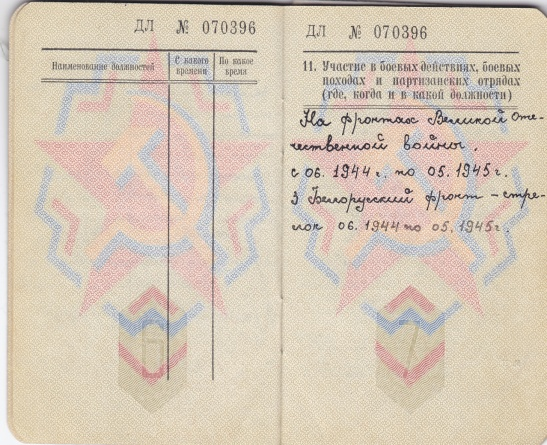 ДЛ № 070396
Наименование должностей
С какого времени
По какое время
6
ДЛ № 070396
11. Участие в боевых действиях, боевых
походах и партизанских отрядах
(где, когда и в какой должности)
На фронтах Великой Оте-
чественной войны.
с 06. 1944 г. по 05. 1945 г.
3 Белорусский фронт - стре-
лок 06. 1944 по 05. 1945 г.
7